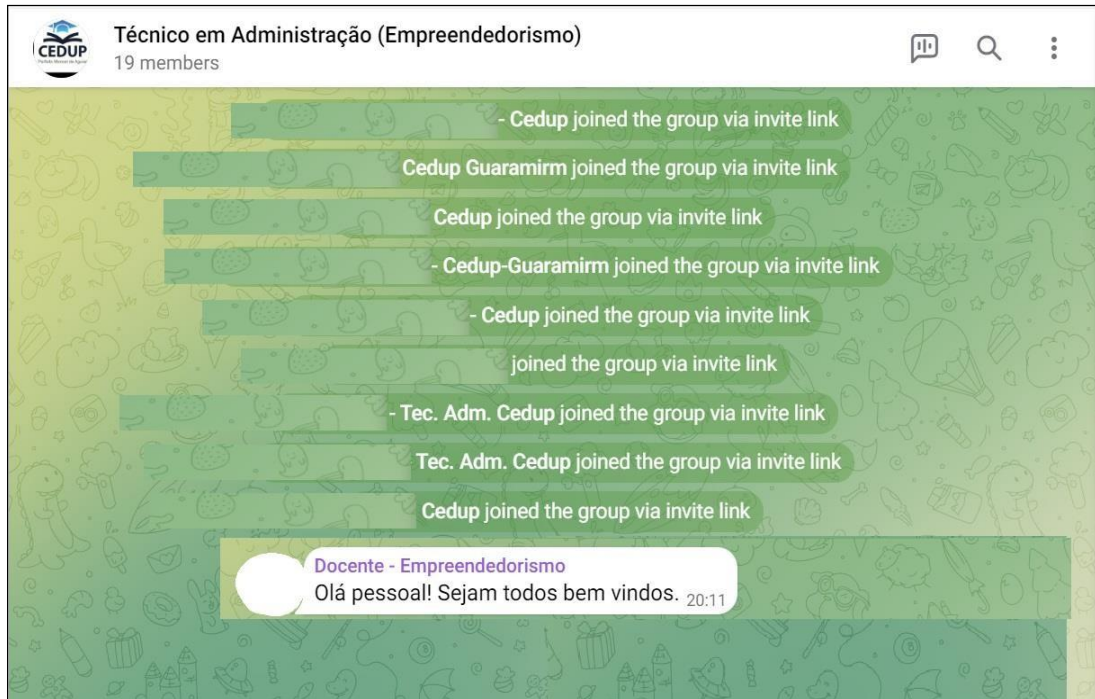 CEDUP
Técnico em Administração (Empreendedorismo)
19 members
- Cedup joined the group via invite link
Cedup Guaramirm joined the group via invite link
Cedup joined the group via invite link
- Cedup-Guaramirm joined the group via invite link
- Cedup joined the group via invite link
joined the group via invite link
- Tec. Adm. Cedup joined the group via invite link
Tec. Adm. Cedup joined the group via invite link
Cedup joined the group via invite link
Docente - Empreendedorismo
Olá pessoal! Sejam todos bem vindos. 20:11